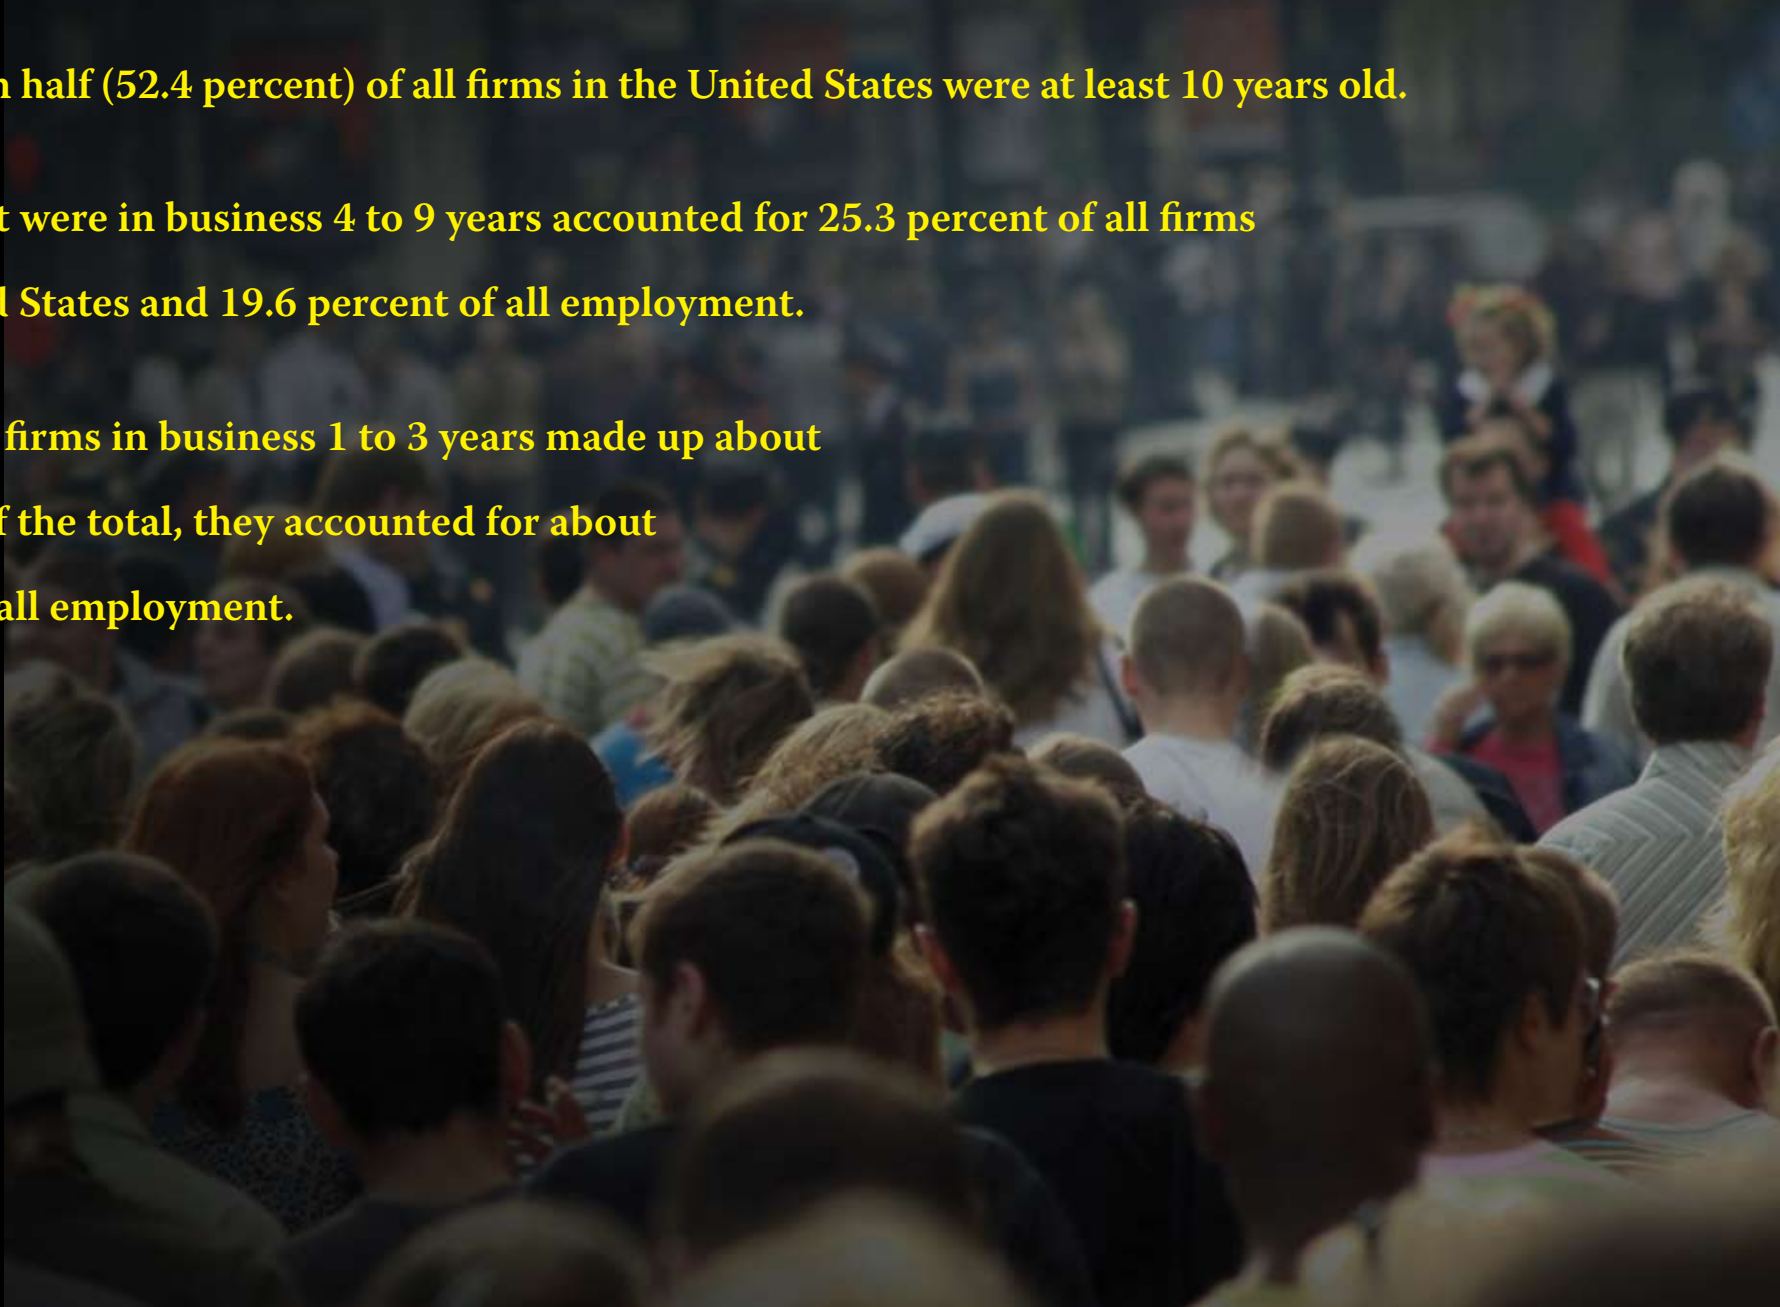 half (52.4 percent) of all firms in the United States were at least 10 years old.
were in business 4 to 9 years accounted for 25.3 percent of all firms
States and 19.6 percent of all employment.
firms in business 1 to 3 years made up about
the total, they accounted for about
all employment.